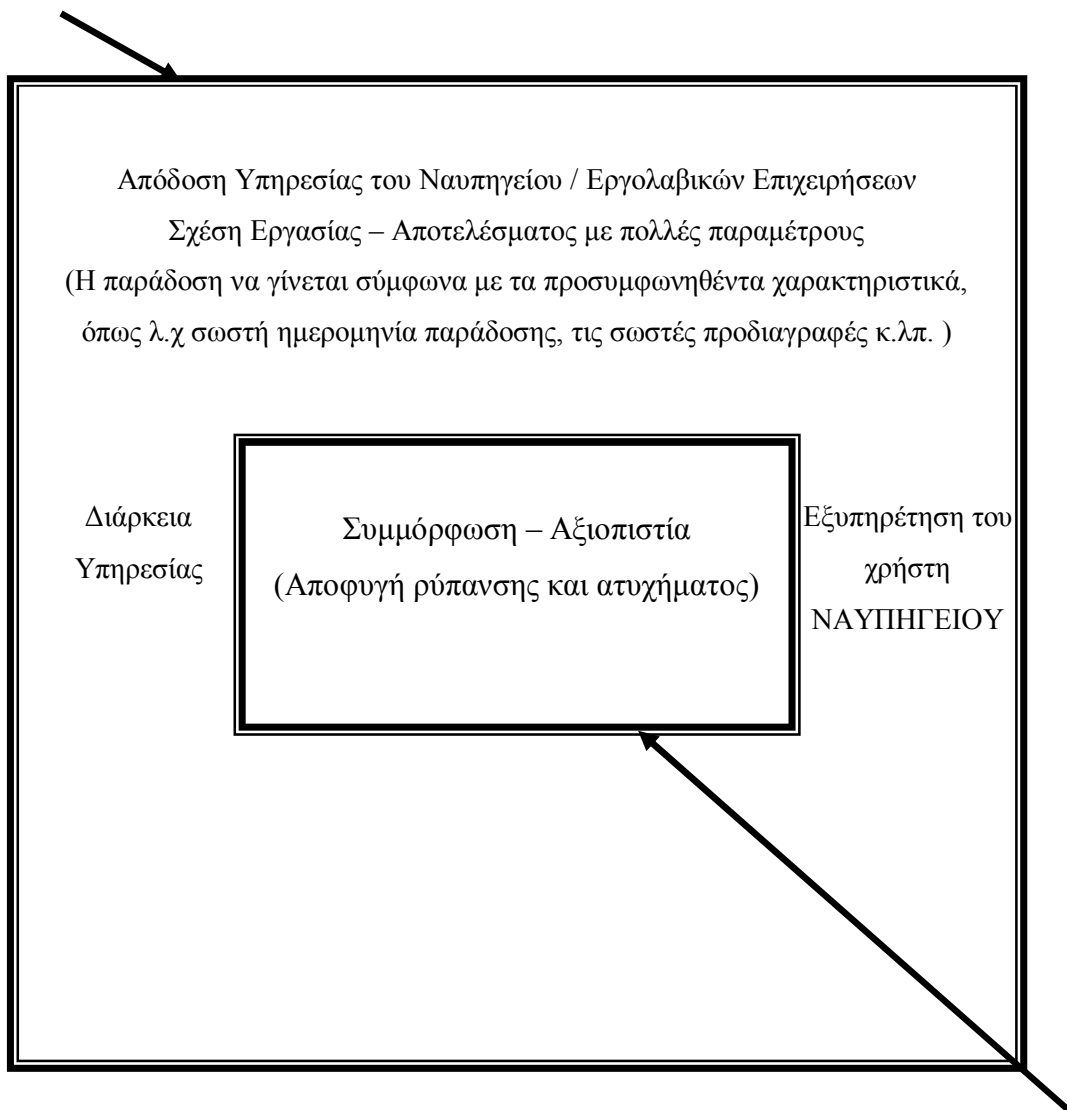 Απόδοση Υπηρεσίας του Ναυπηγείου / Εργολαβικών Επιχειρήσεων
Σχέση Εργασίας – Αποτελέσματος με πολλές παραμέτρους
(Η παράδοση να γίνεται σύμφωνα με τα προσυμφωνηθέντα χαρακτηριστικά,
όπως λ.χ σωστή ημερομηνία παράδοσης, τις σωστές προδιαγραφές κ.λπ. )
Διάρκεια
Υπηρεσίας
Συμμόρφωση – Αξιοπιστία
(Αποφυγή ρύπανσης και ατυχήματος)
Εξυπηρέτηση του
χρήστη
ΝΑΥΠΗΓΕΙΟΥ